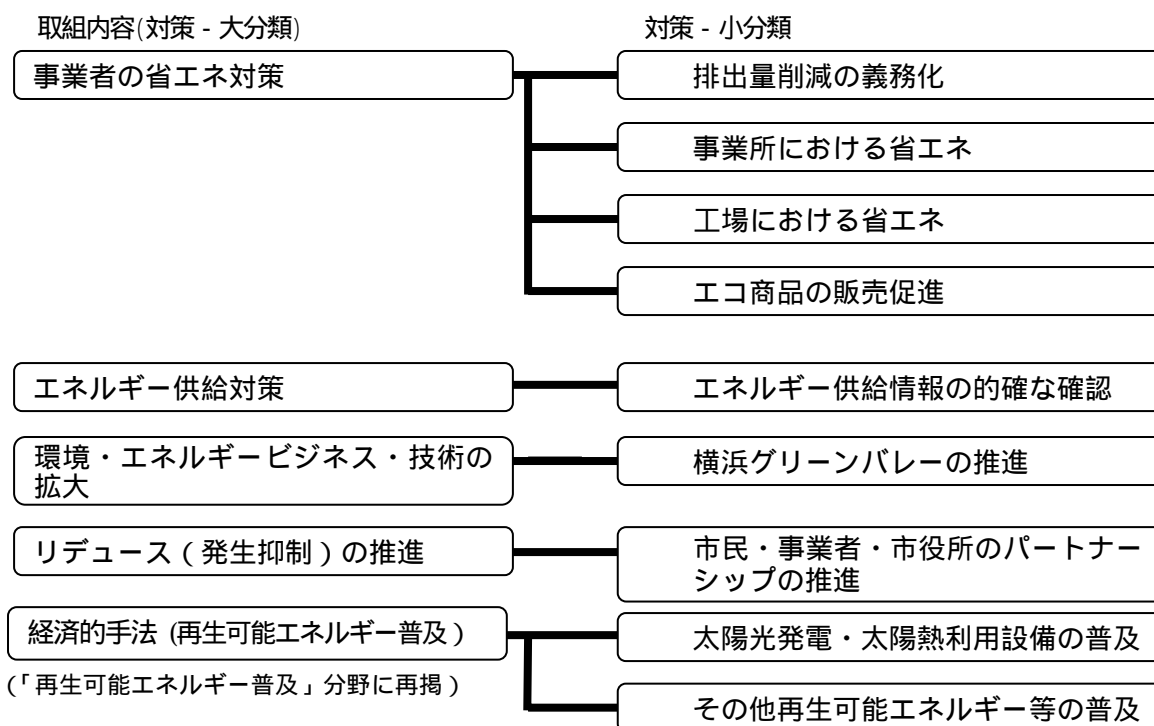 取組内容(対策 - 大分類)
対策 - 小分類
事業者の省エネ対策
排出量削減の義務化
事業所における省エネ
工場における省エネ
エコ商品の販売促進
エネルギー供給対策
エネルギー供給情報の的確な確認
環境・エネルギービジネス・技術の
拡大
横浜グリーンバレーの推進
リデュース(発生抑制)の推進
市民・事業者・市役所のパートナー
シップの推進
経済的手法 (再生可能エネルギー普及)
太陽光発電・太陽熱利用設備の普及
(「再生可能エネルギー普及」分野に再掲)
その他再生可能エネルギー等の普及